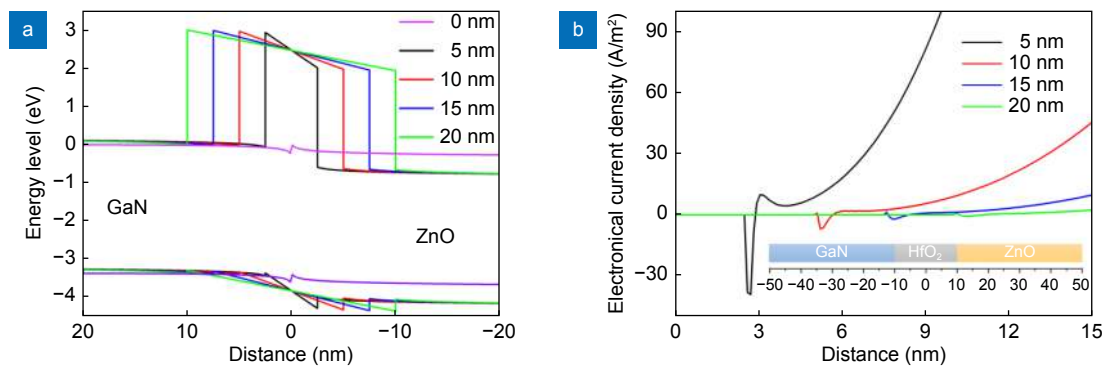 a
Energy level (eV)
3
2
1
0
−1
−2
−3
−4
0 nm
5 nm
10 nm
15 nm
20 nm
GaN
ZnO
20 10 0 −10 −20
Distance (nm)
b
Electronical current density (A/m²)
90
60
30
0
−30
5 nm
10 nm
15 nm
20 nm
GaN HfO₂ ZnO
−50 −40 −30 −20 −10 0 10 20 30 40 50
0 3 6 9 12 15
Distance (nm)